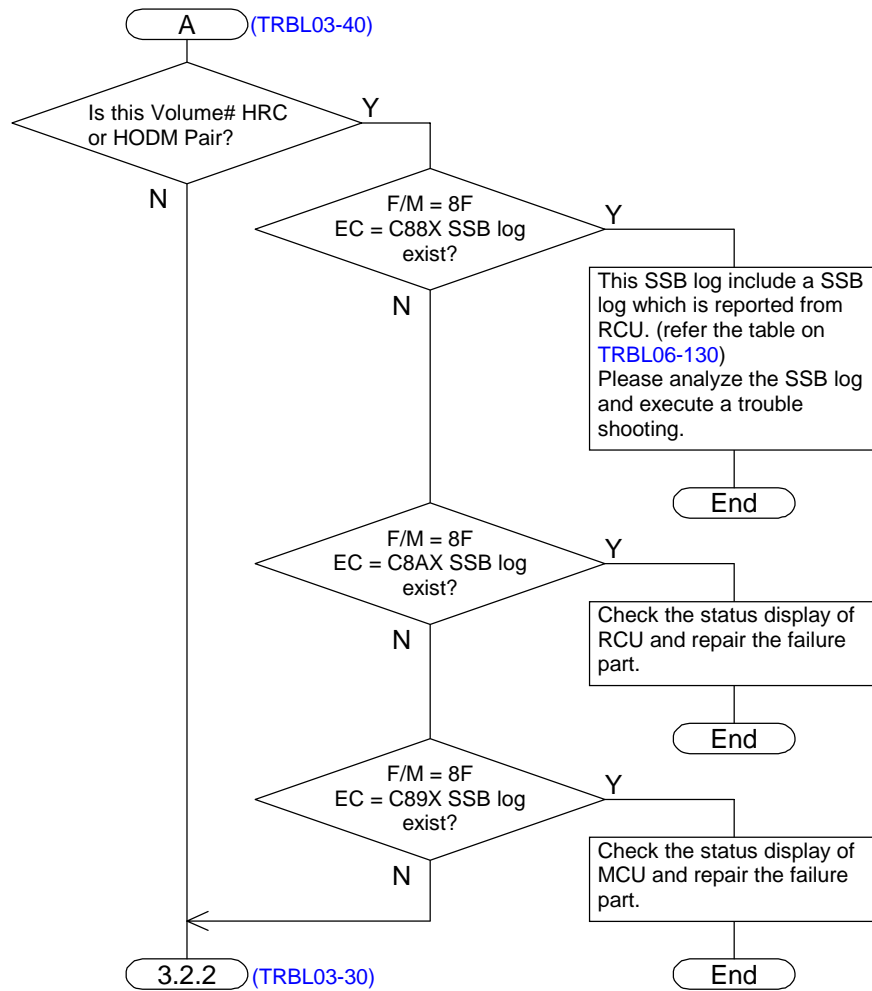 A
(TRBL03-40)
Is this Volume# HRC
or HODM Pair?
Y
N
F/M = 8F
EC = C88X SSB log
exist?
Y
N
This SSB log include a SSB
log which is reported from
RCU. (refer the table on
TRBL06-130)
Please analyze the SSB log
and execute a trouble
shooting.
End
F/M = 8F
EC = C8AX SSB log
exist?
Y
N
Check the status display of
RCU and repair the failure
part.
End
F/M = 8F
EC = C89X SSB log
exist?
Y
N
Check the status display of
MCU and repair the failure
part.
End
3.2.2
(TRBL03-30)